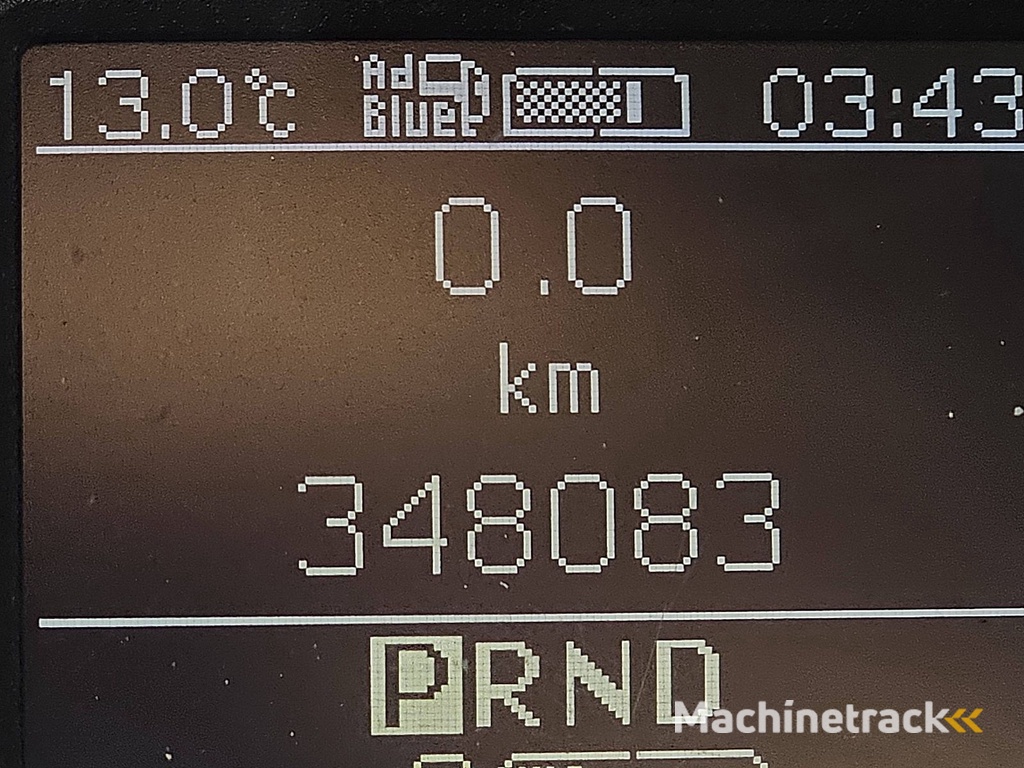 13.0°C AdBlue 03:43
0.0
km
348083
PRND
Machinetrack